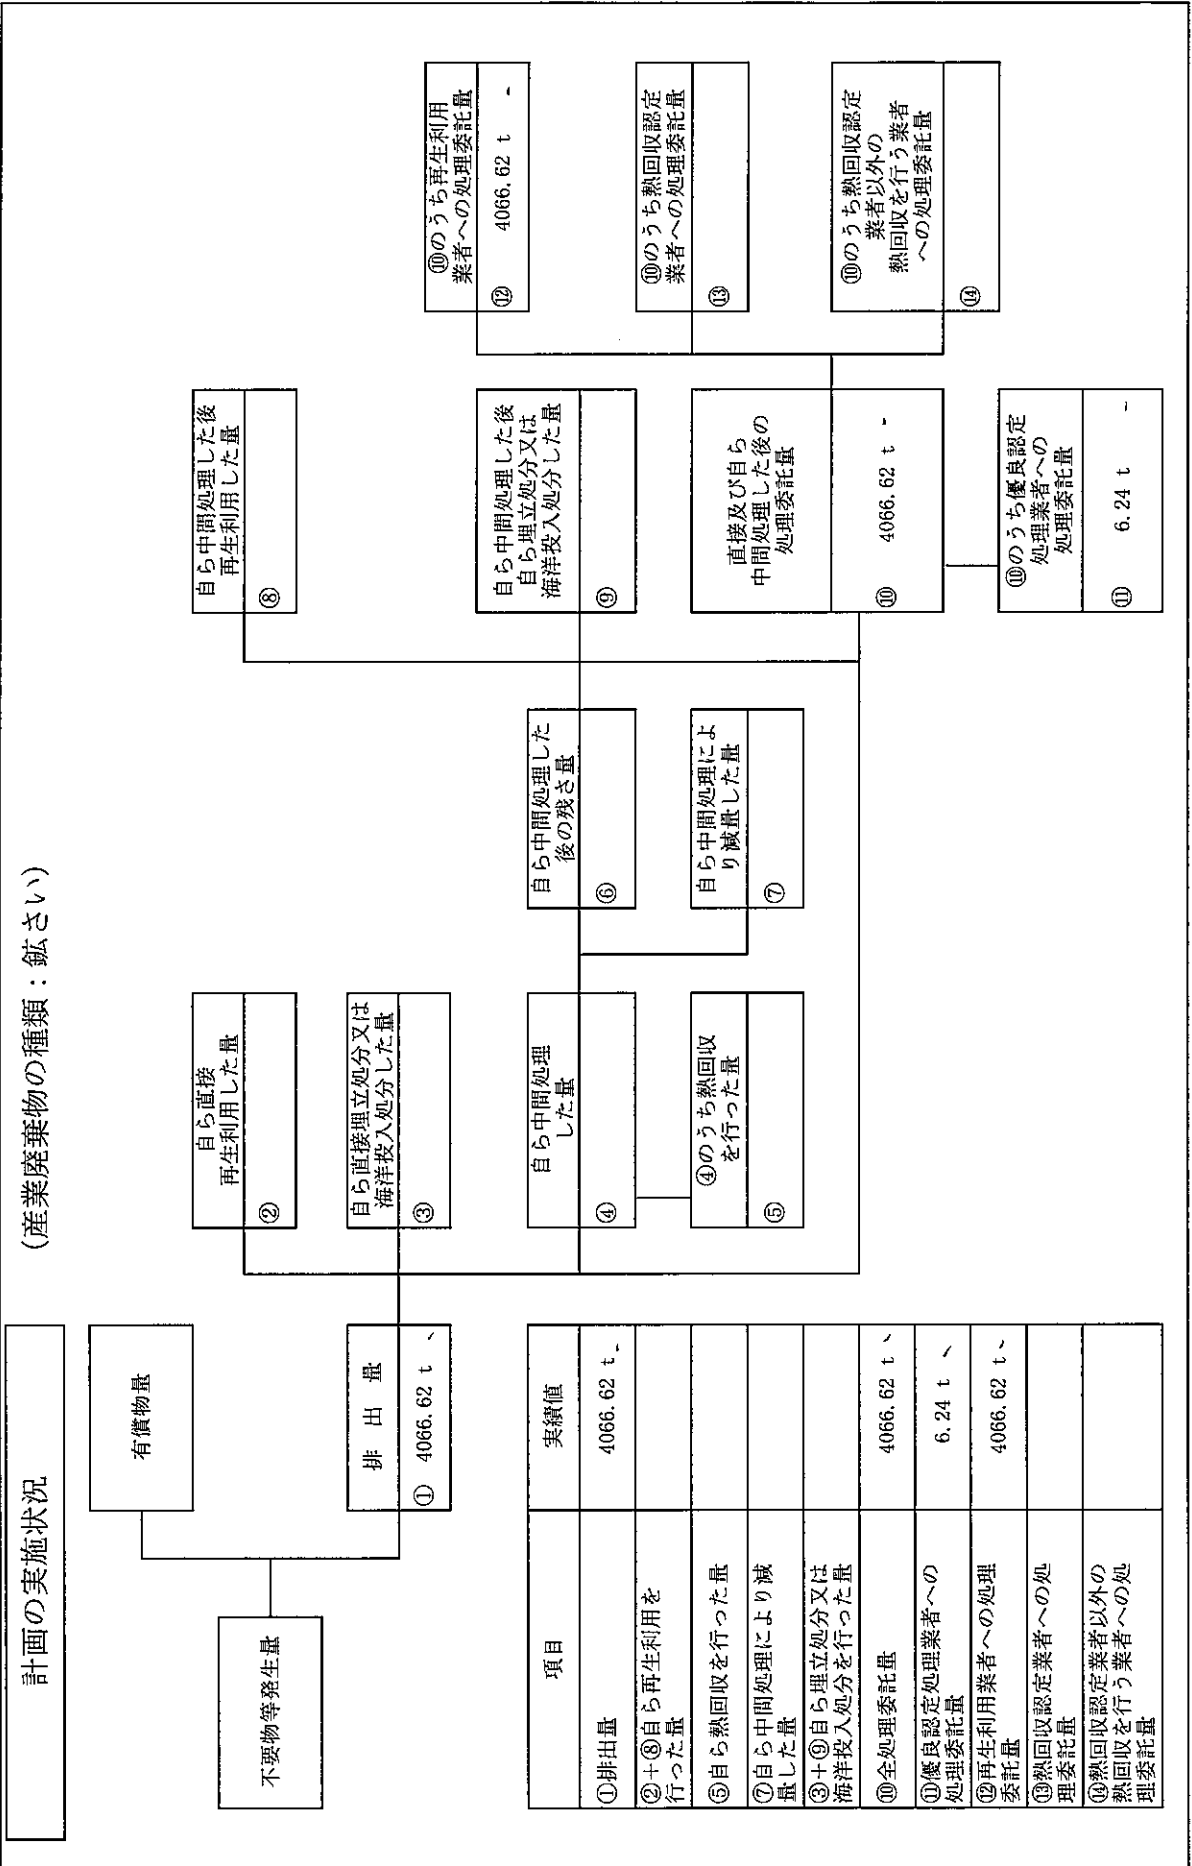 計画の実施状況
(産業廃棄物の種類：鉱さい)
不要物等発生量
有償物量
排 出 量
① 4066.62 t
自ら直接
再生利用した量
②
自ら直接埋立処分又は
海洋投入処分した量
③
自ら中間処理
した量
④
④のうち熱回収
を行った量
⑤
自ら中間処理した
後の残さ量
⑥
自ら中間処理によ
り減量した量
⑦
自ら中間処理した後
再生利用した量
⑧
自ら中間処理した後
自ら埋立処分又は
海洋投入処分した量
⑨
直接及び自ら
中間処理した後の
処理委託量
⑩ 4066.62 t
⑩のうち優良認定
処理業者への
処理委託量
⑪ 6.24 t
⑩のうち再生利用
業者への処理委託量
⑫ 4066.62 t
⑩のうち熱回収認定
業者への処理委託量
⑬
⑩のうち熱回収認定
業者以外の
熱回収を行う業者
への処理委託量
⑭
項目 実績値
①排出量 4066.62 t
②+⑧自ら再生利用を
行った量
⑤自ら熱回収を行った量
⑦自ら中間処理により減
量した量
③+⑨自ら埋立処分又は
海洋投入処分を行った量
⑩全処理委託量 4066.62 t
⑪優良認定処理業者への
処理委託量 6.24 t
⑫再生利用業者への処理
委託量 4066.62 t
⑬熱回収認定業者への処
理委託量
⑭熱回収認定業者以外の
熱回収を行う業者への処
理委託量